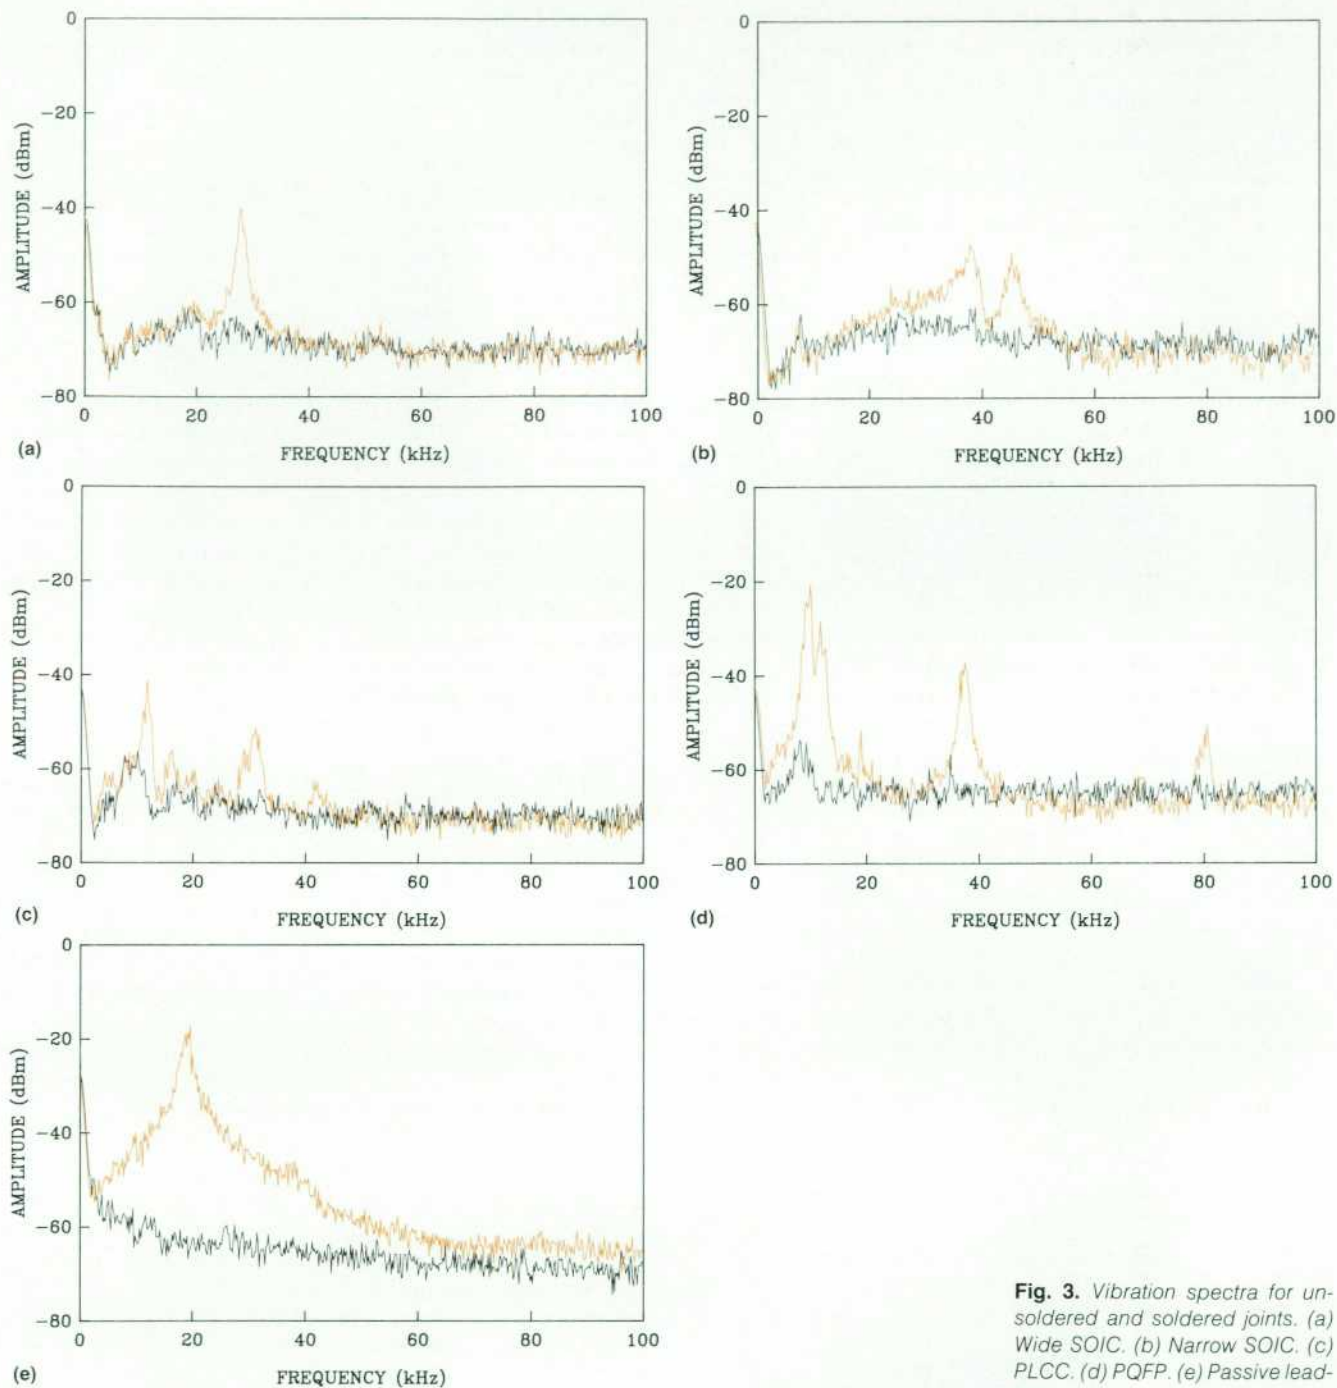 0
−20
−40
−60
−80
AMPLITUDE (dBm)
0 20 40 60 80 100
FREQUENCY (kHz)
(a)
0
−20
−40
−60
−80
AMPLITUDE (dBm)
0 20 40 60 80 100
FREQUENCY (kHz)
(b)
0
−20
−40
−60
−80
AMPLITUDE (dBm)
0 20 40 60 80 100
FREQUENCY (kHz)
(c)
0
−20
−40
−60
−80
AMPLITUDE (dBm)
0 20 40 60 80 100
FREQUENCY (kHz)
(d)
0
−20
−40
−60
−80
AMPLITUDE (dBm)
0 20 40 60 80 100
FREQUENCY (kHz)
(e)
Fig. 3. Vibration spectra for un-
soldered and soldered joints. (a)
Wide SOIC. (b) Narrow SOIC. (c)
PLCC. (d) PQFP. (e) Passive lead-